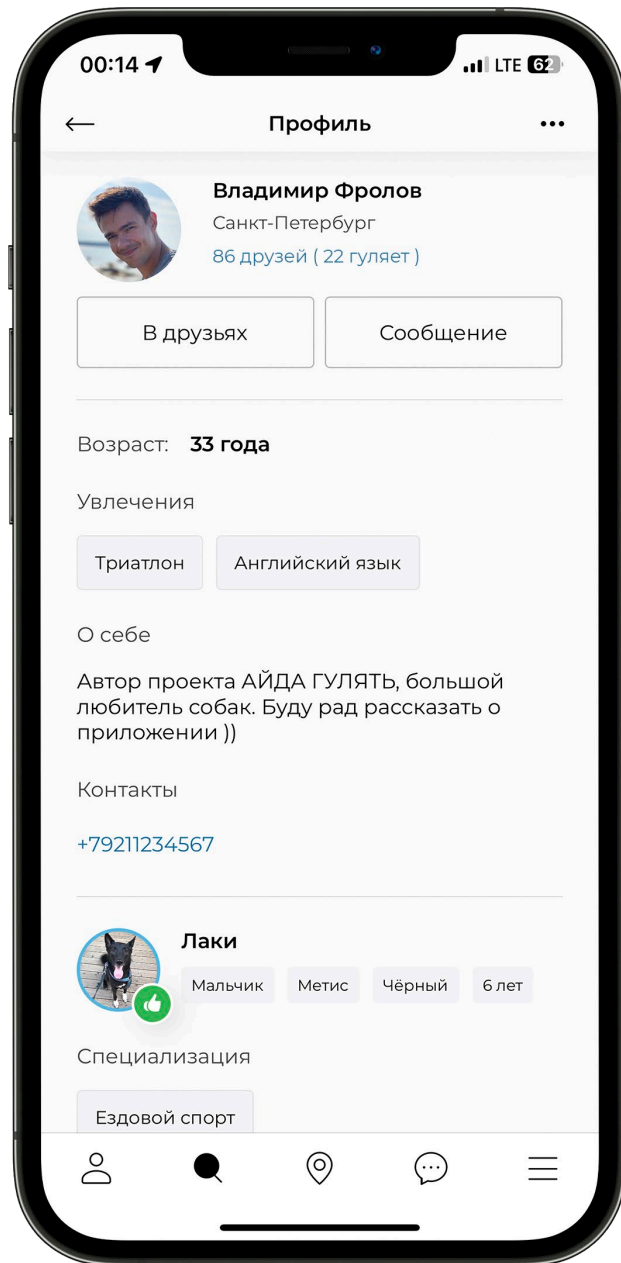 00:14 LTE 62
Профиль
Владимир Фролов
Санкт-Петербург
86 друзей ( 22 гуляет )
В друзьях Сообщение
Возраст: 33 года
Увлечения
Триатлон Английский язык
О себе
Автор проекта АЙДА ГУЛЯТЬ, большой
любитель собак. Буду рад рассказать о
приложении ))
Контакты
+79211234567
Лаки
Мальчик Метис Чёрный 6 лет
Специализация
Ездовой спорт